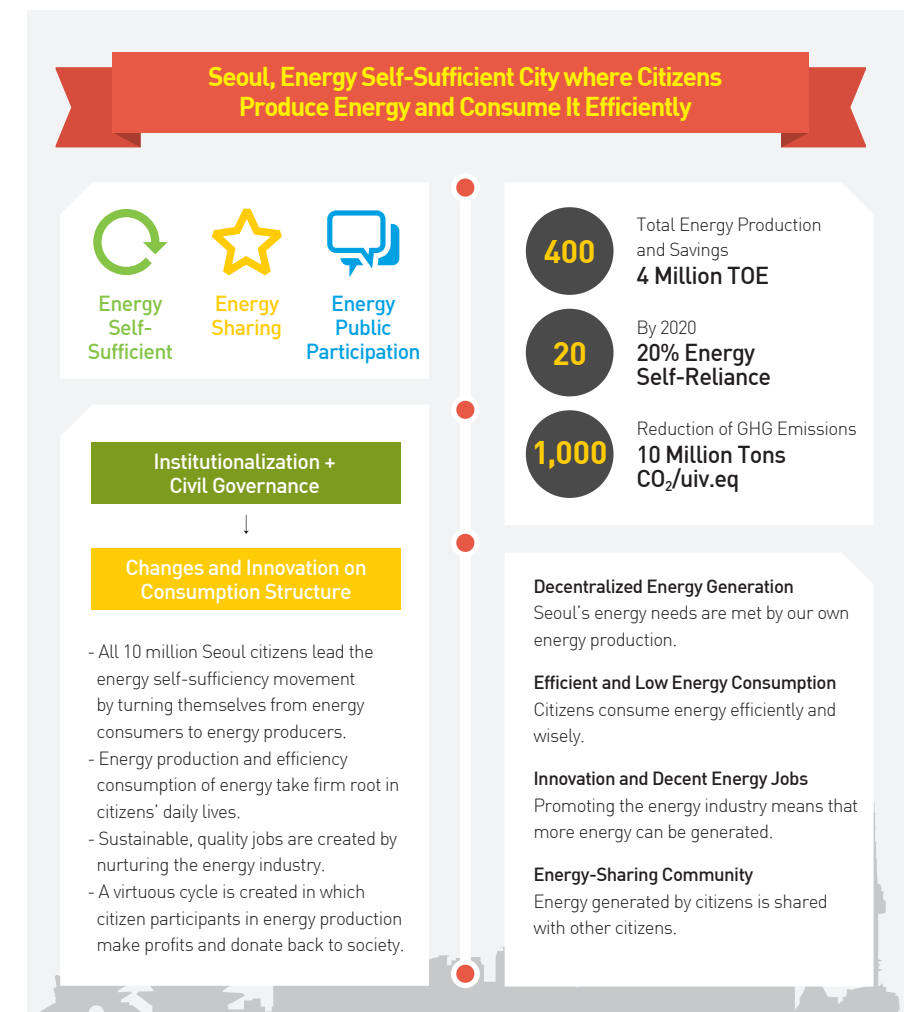 Seoul, Energy Self-Sufficient City where Citizens
Produce Energy and Consume It Efficiently
Energy
Self-
Sufficient
Energy
Sharing
Energy
Public
Participation
400
Total Energy Production
and Savings
4 Million TOE
20
By 2020
20% Energy
Self-Reliance
1,000
Reduction of GHG Emissions
10 Million Tons
CO₂/uiv.eq
Institutionalization +
Civil Governance
↓
Changes and Innovation on
Consumption Structure
- All 10 million Seoul citizens lead the
energy self-sufficiency movement
by turning themselves from energy
consumers to energy producers.
- Energy production and efficiency
consumption of energy take firm root in
citizens' daily lives.
- Sustainable, quality jobs are created by
nurturing the energy industry.
- A virtuous cycle is created in which
citizen participants in energy production
make profits and donate back to society.
Decentralized Energy Generation
Seoul's energy needs are met by our own
energy production.
Efficient and Low Energy Consumption
Citizens consume energy efficiently and
wisely.
Innovation and Decent Energy Jobs
Promoting the energy industry means that
more energy can be generated.
Energy-Sharing Community
Energy generated by citizens is shared
with other citizens.